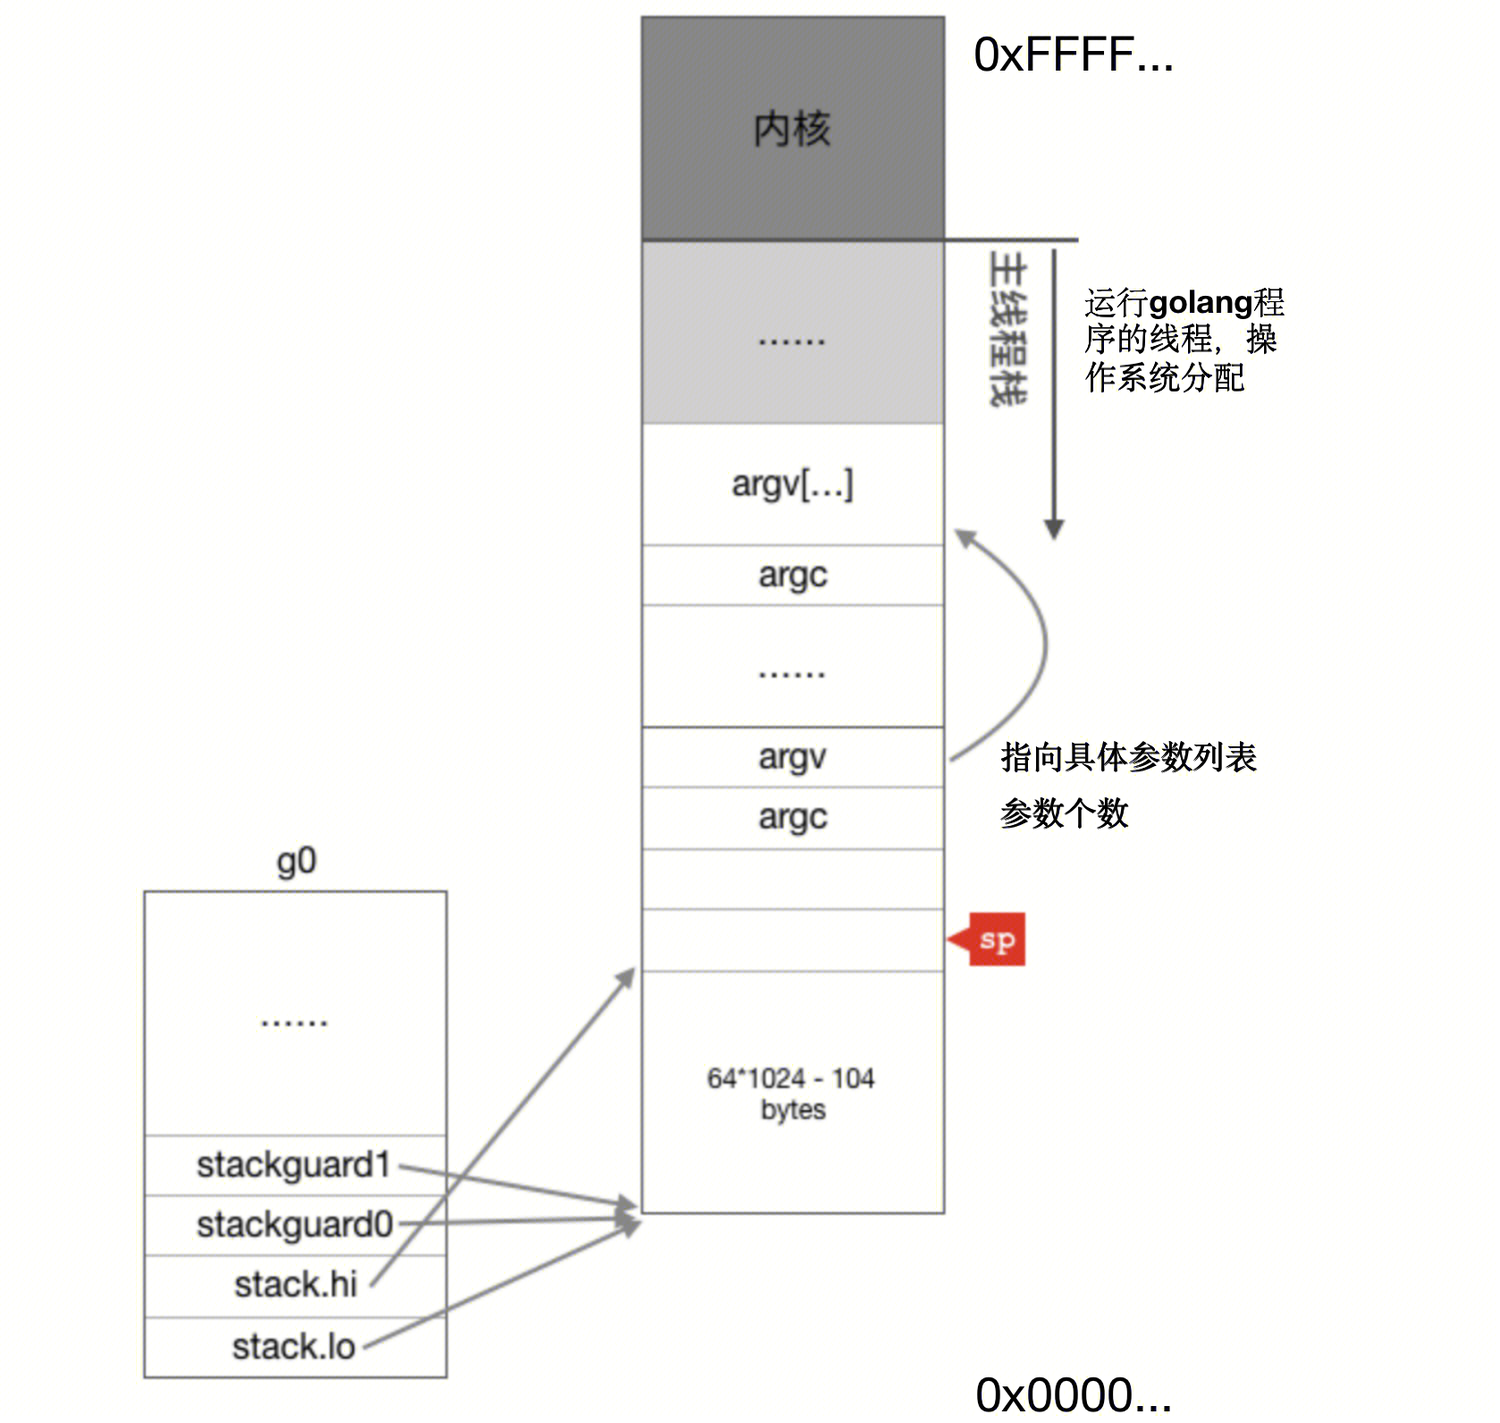 0xFFFF...
内核
主线程栈
运行golang程
序的线程，操
作系统分配
......
argv[...]
argc
......
argv
指向具体参数列表
argc
参数个数
sp
64*1024 - 104
bytes
g0
......
stackguard1
stackguard0
stack.hi
stack.lo
0x0000...